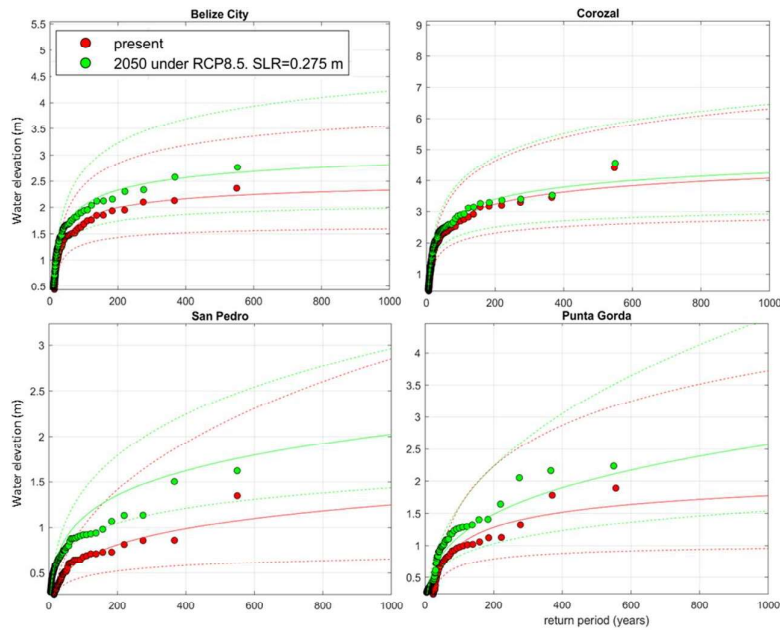 Belize City
Corozal
5.5
5
4.5
4
3.5
3
2.5
2
1.5
1
0.5
Water elevation (m)
present
2050 under RCP8.5. SLR=0.275 m
0 200 400 600 800 1000
9
8
7
6
5
4
3
2
1
0 200 400 600 800 1000
San Pedro
Punta Gorda
3
2.5
2
1.5
1
0.5
Water elevation (m)
0 200 400 600 800 1000
4
3.5
3
2.5
2
1.5
1
0.5
0 200 400 600 800 1000
return period (years)